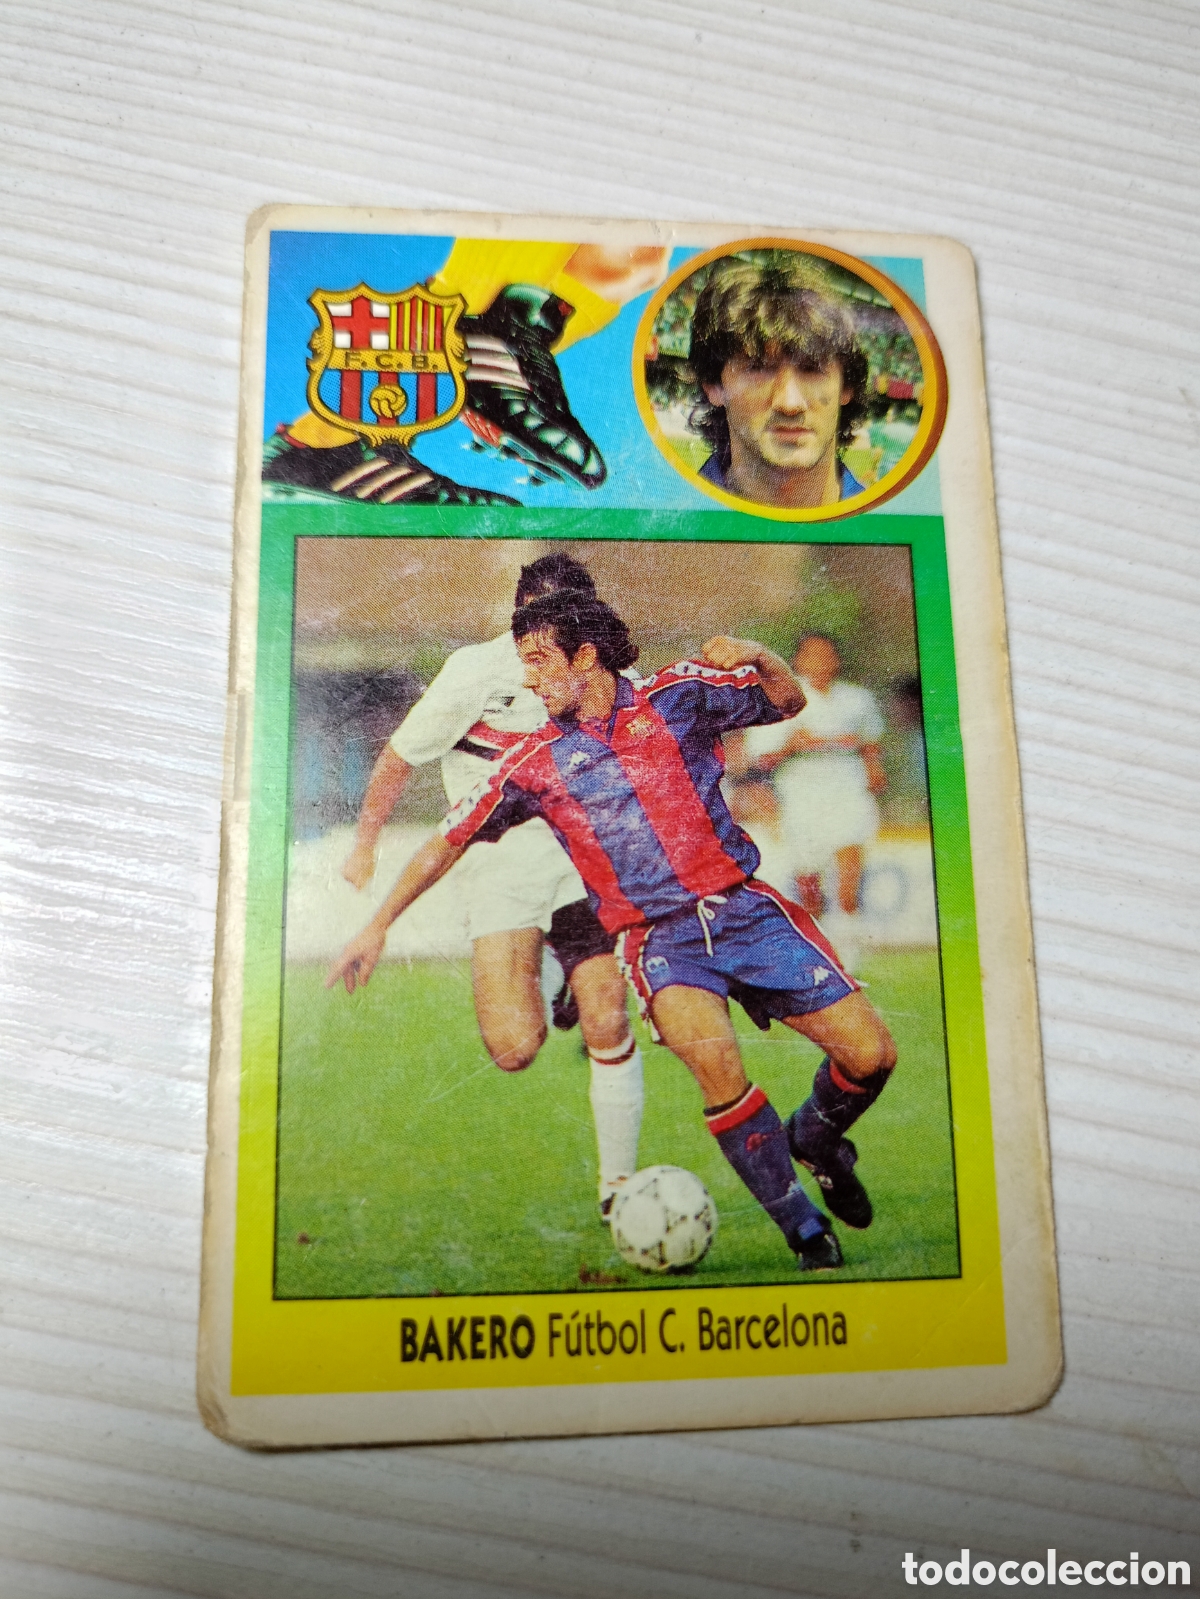 F. C. B.
BAKERO Fútbol C. Barcelona
todocoleccion